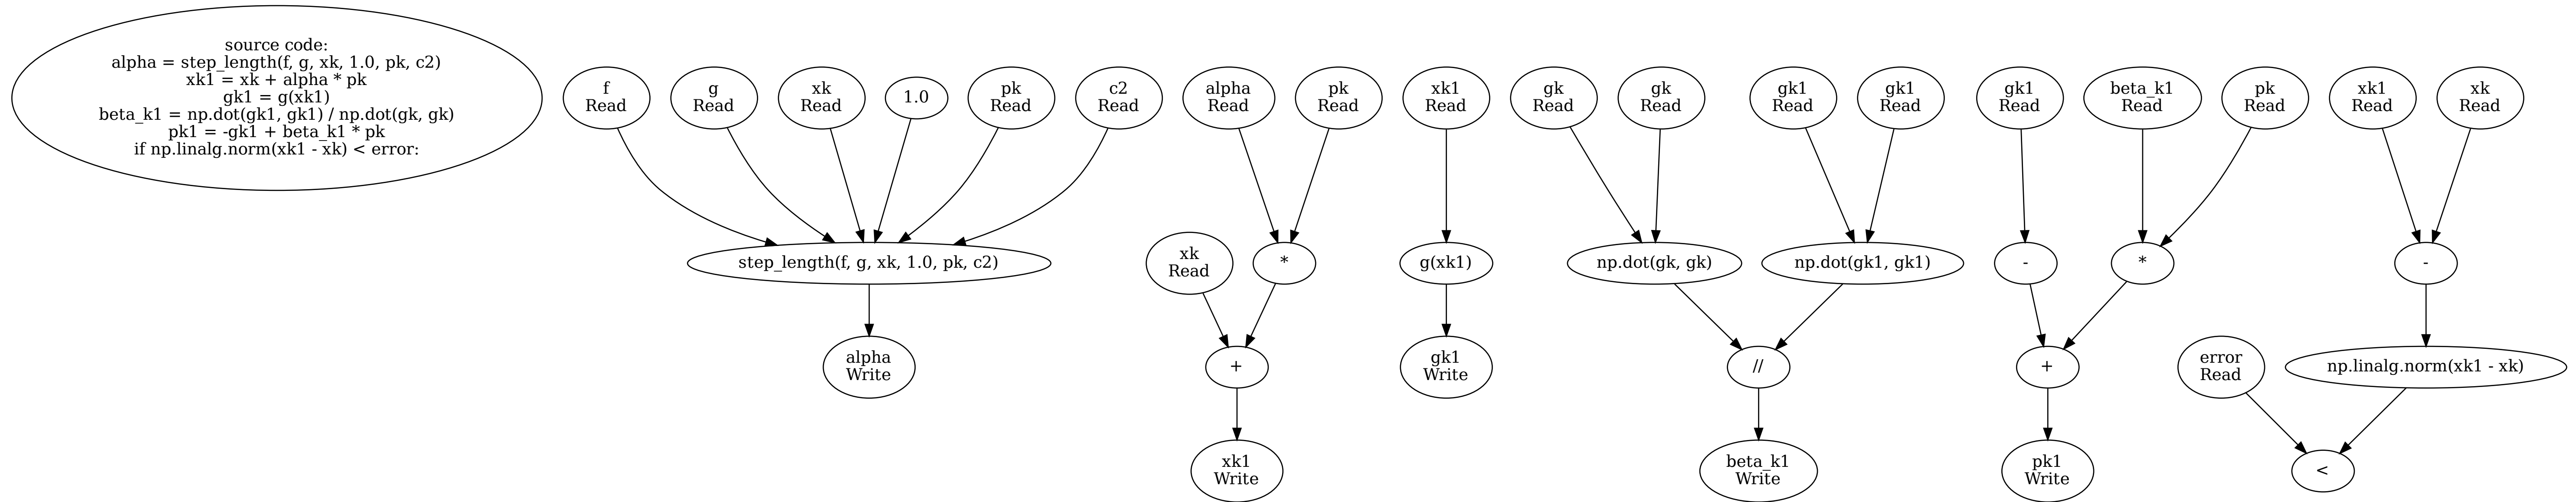 source code:
alpha = step_length(f, g, xk, 1.0, pk, c2)
xk1 = xk + alpha * pk
gk1 = g(xk1)
beta_k1 = np.dot(gk1, gk1) / np.dot(gk, gk)
pk1 = -gk1 + beta_k1 * pk
if np.linalg.norm(xk1 - xk) < error:
f
Read
g
Read
xk
Read
1.0
pk
Read
c2
Read
alpha
Read
pk
Read
xk1
Read
gk
Read
gk
Read
gk1
Read
gk1
Read
gk1
Read
beta_k1
Read
pk
Read
xk1
Read
xk
Read
step_length(f, g, xk, 1.0, pk, c2)
xk
Read
*
g(xk1)
np.dot(gk, gk)
np.dot(gk1, gk1)
-
*
-
alpha
Write
+
gk1
Write
//
+
error
Read
np.linalg.norm(xk1 - xk)
xk1
Write
beta_k1
Write
pk1
Write
<